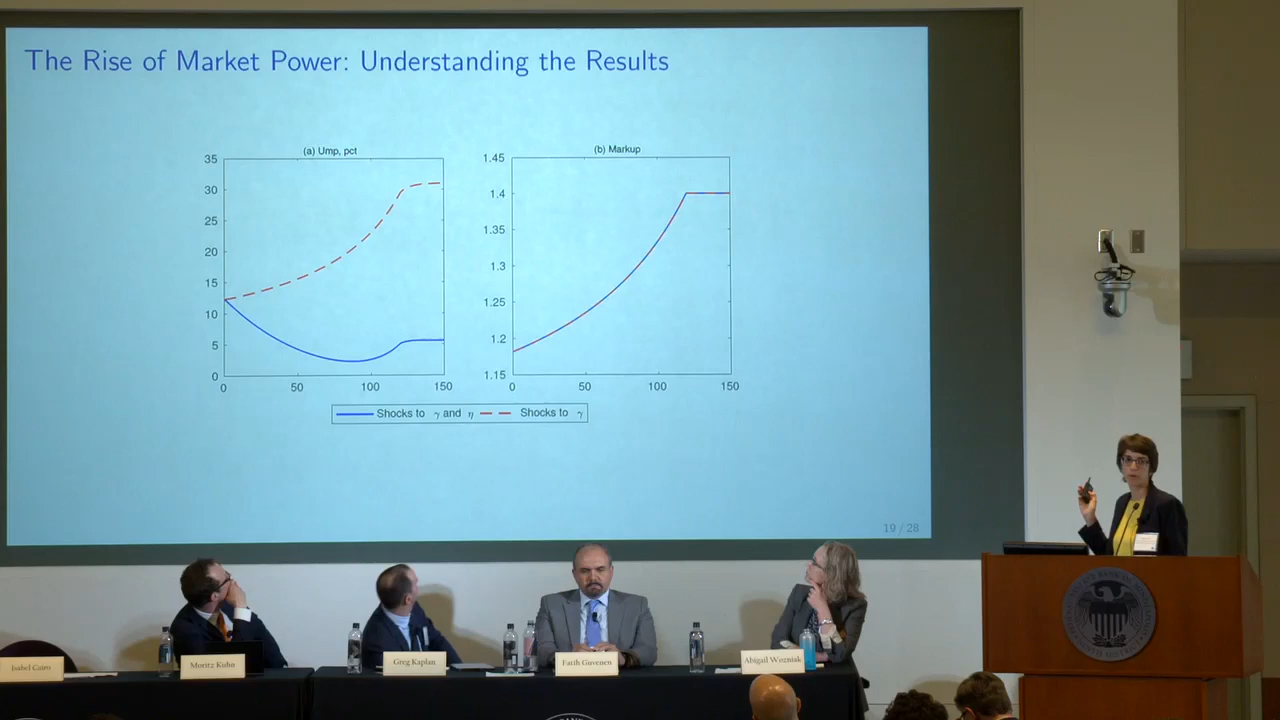 The Rise of Market Power: Understanding the Results
(a) Ump, pct
35
30
25
20
15
10
5
0
0 50 100 150
(b) Markup
1.45
1.4
1.35
1.3
1.25
1.2
1.15
0 50 100 150
Shocks to γ and η Shocks to γ
19 / 28
Isabel Cairo
Moritz Kuhn
Greg Kaplan
Fatih Guvenen
Abigail Wozniak